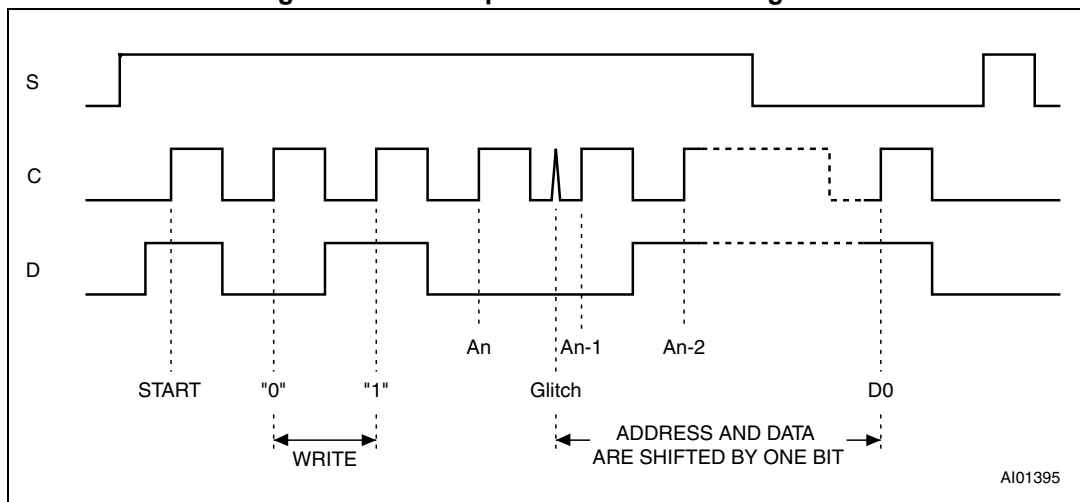 S
C
D
An An-1 An-2
START "0" "1" Glitch D0
WRITE
ADDRESS AND DATA
ARE SHIFTED BY ONE BIT
AI01395